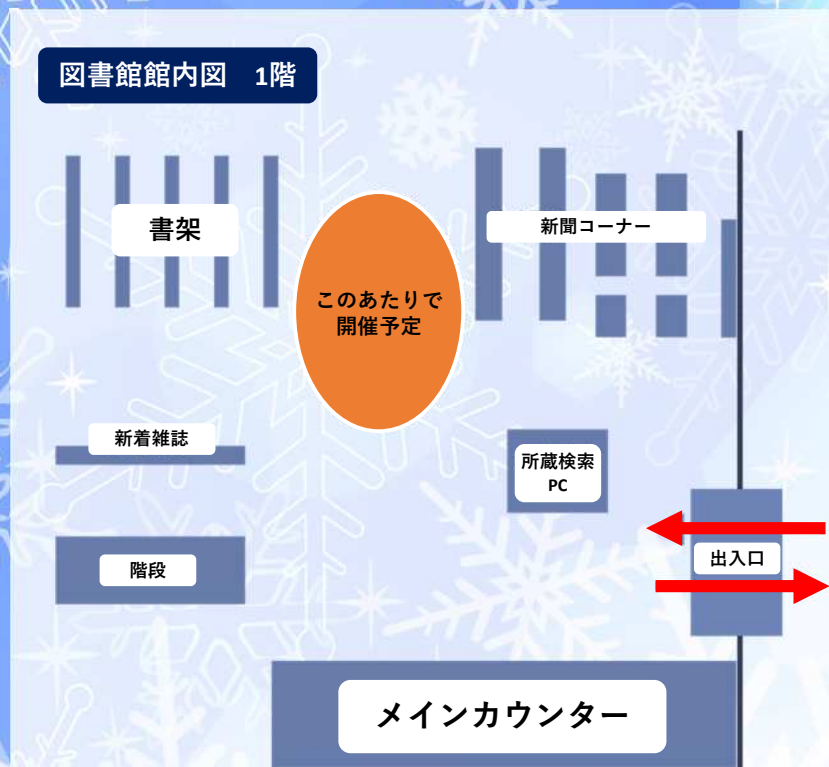 図書館館内図　1階
書架
新聞コーナー
このあたりで
開催予定
新着雑誌
所蔵検索
PC
出入口
階段
メインカウンター